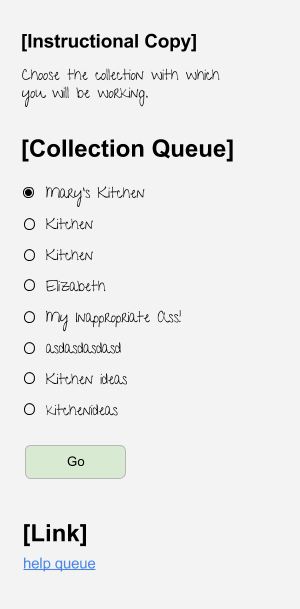 [Instructional Copy]
Choose the collection with which
you will be working.
[Collection Queue]
Mary's Kitchen
Kitchen
Kitchen
Elizabeth
My Inappropriate Ass!
asdasdasdasd
Kitchen ideas
kitchenideas
Go
[Link]
help queue